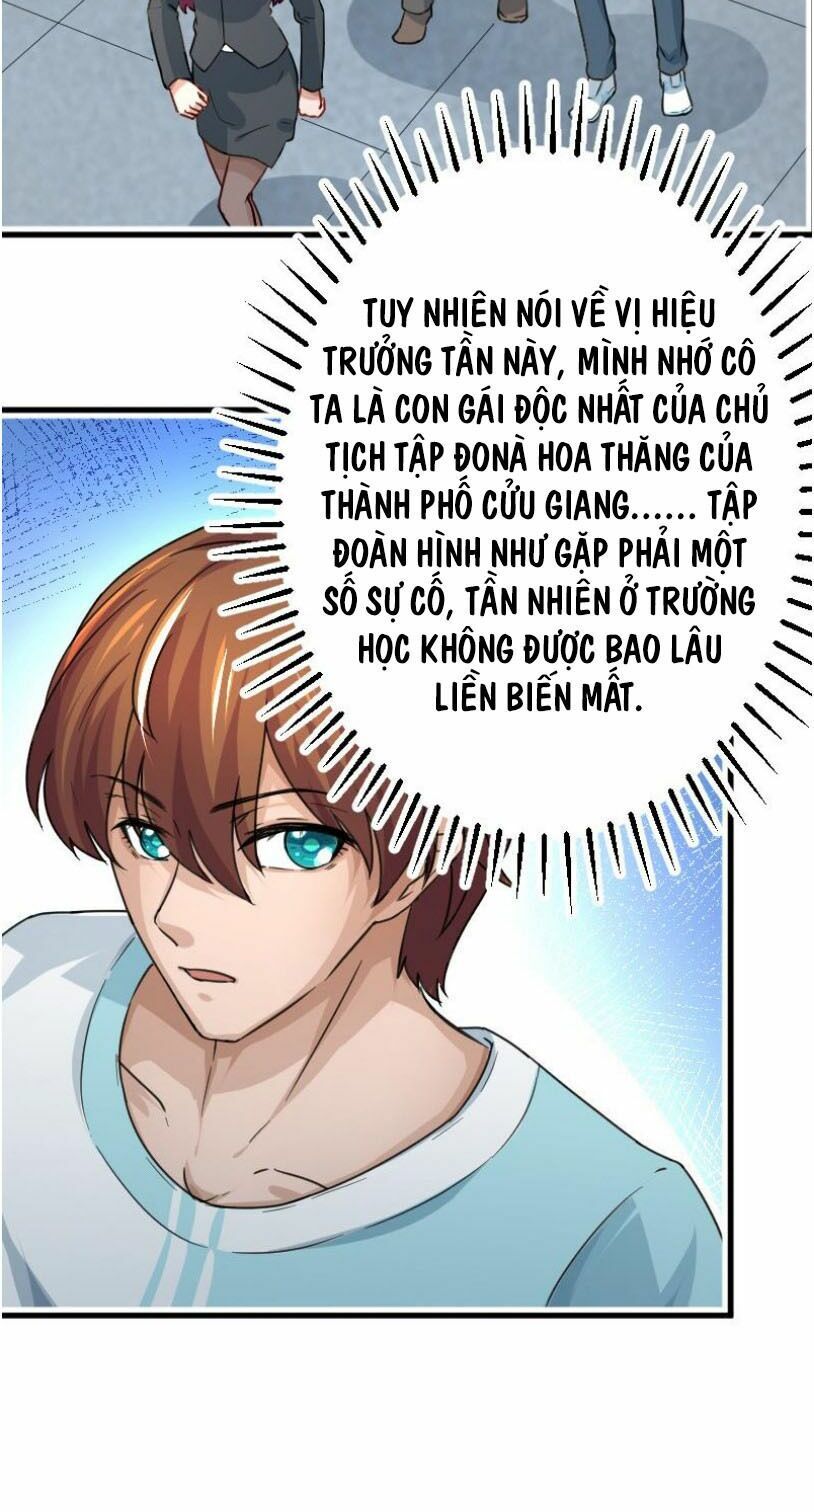 TUY NHIÊN NÓI VỀ VỊ HIỆU
TRƯỞNG TẦN NÀY, MÌNH NHỚ CÔ
TA LÀ CON GÁI ĐỘC NHẤT CỦA CHỦ
TỊCH TẬP ĐONÀ HOA THĂNG CỦA
THÀNH PHỐ CỬU GIANG...... TẬP
ĐOÀN HÌNH NHƯ GẶP PHẢI MỘT
SỐ SỰ CỐ, TẦN NHIÊN Ở TRƯỜNG
HỌC KHÔNG ĐƯỢC BAO LÂU
LIỀN BIẾN MẤT.